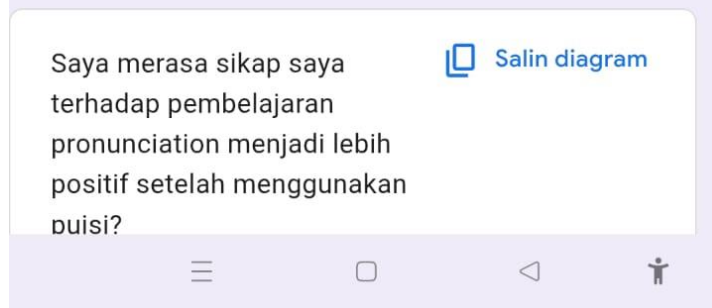 Saya merasa sikap saya
terhadap pembelajaran
pronunciation menjadi lebih
positif setelah menggunakan
puisi?
Salin diagram